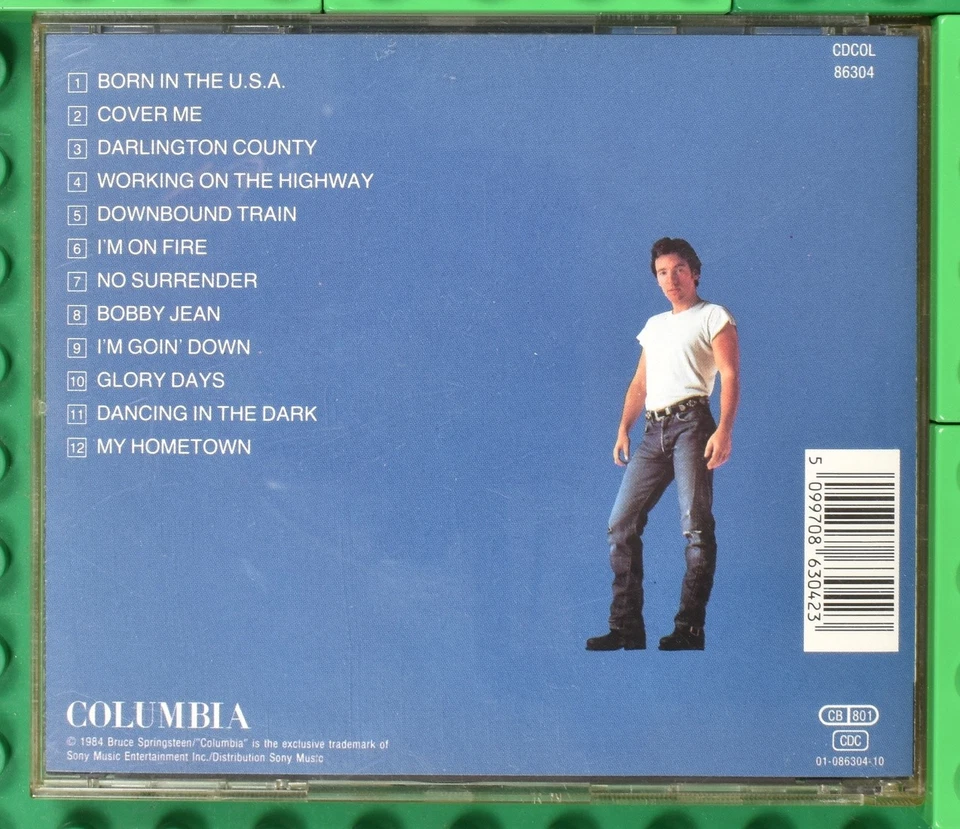 CDCOL
86304
1 BORN IN THE U.S.A.
2 COVER ME
3 DARLINGTON COUNTY
4 WORKING ON THE HIGHWAY
5 DOWNBOUND TRAIN
6 I'M ON FIRE
7 NO SURRENDER
8 BOBBY JEAN
9 I'M GOIN' DOWN
10 GLORY DAYS
11 DANCING IN THE DARK
12 MY HOMETOWN
5 099708 630423
COLUMBIA
© 1984 Bruce Springsteen/"Columbia" is the exclusive trademark of
Sony Music Entertainment Inc./Distribution Sony Music
CB 801
CDC
01-086304-10